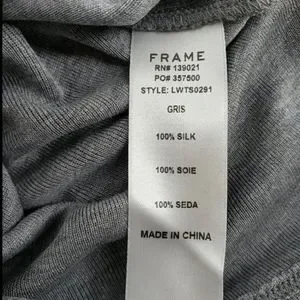 FRAME
RN# 139021
PO# 357500
STYLE: LWTS0291
GRIS
100% SILK
100% SOIE
100% SEDA
MADE IN CHINA